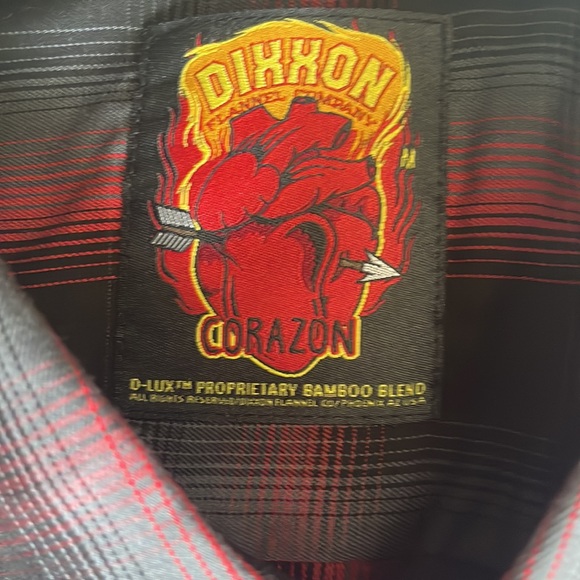 DIXXON
FLANNEL COMPANY
CORAZON
D-LUX™ PROPRIETARY BAMBOO BLEND
ALL RIGHTS RESERVED/DIXXON FLANNEL CO/PHOENIX AZ USA